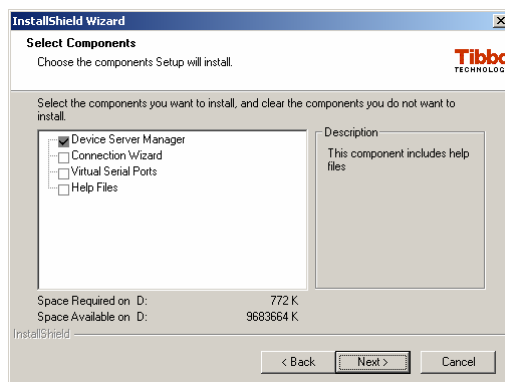 InstallShield Wizard
Select Components
Choose the components Setup will install.
Tibbo
TECHNOLOG
Select the components you want to install, and clear the components you do not want to
install.
Device Server Manager
Connection Wizard
Virtual Serial Ports
Help Files
Description
This component includes help
files
Space Required on D: 772 K
Space Available on D: 9683664 K
InstallShield
< Back
Next >
Cancel